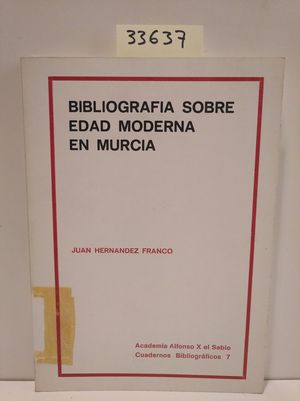 33637
BIBLIOGRAFIA SOBRE
EDAD MODERNA
EN MURCIA
JUAN HERNANDEZ FRANCO
Academia Alfonso X el Sabio
Cuadernos Bibliográficos 7